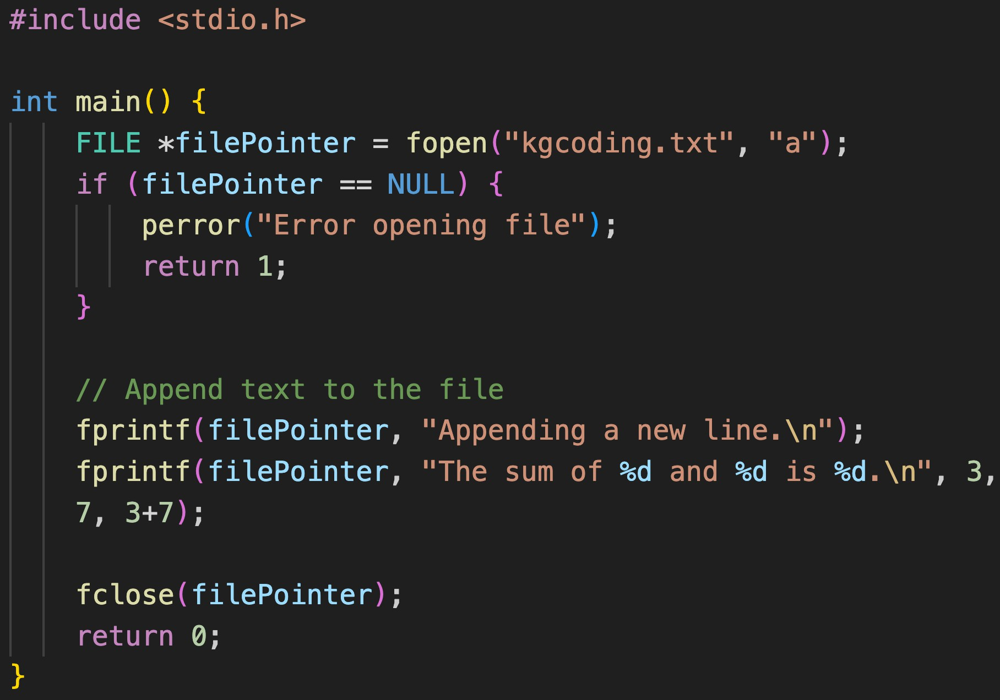 #include <stdio.h>
int main() {
FILE *filePointer = fopen("kgcoding.txt", "a");
if (filePointer == NULL) {
perror("Error opening file");
return 1;
}
// Append text to the file
fprintf(filePointer, "Appending a new line.\n");
fprintf(filePointer, "The sum of %d and %d is %d.\n", 3,
7, 3+7);
fclose(filePointer);
return 0;
}